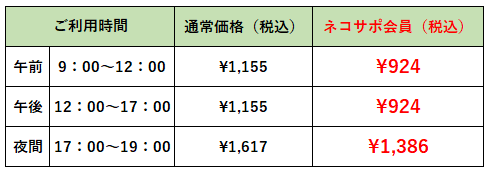 ご利用時間 通常価格（税込） ネコサポ会員（税込）
午前 9：00～12：00 ¥1,155 ¥924
午後 12：00～17：00 ¥1,155 ¥924
夜間 17：00～19：00 ¥1,617 ¥1,386